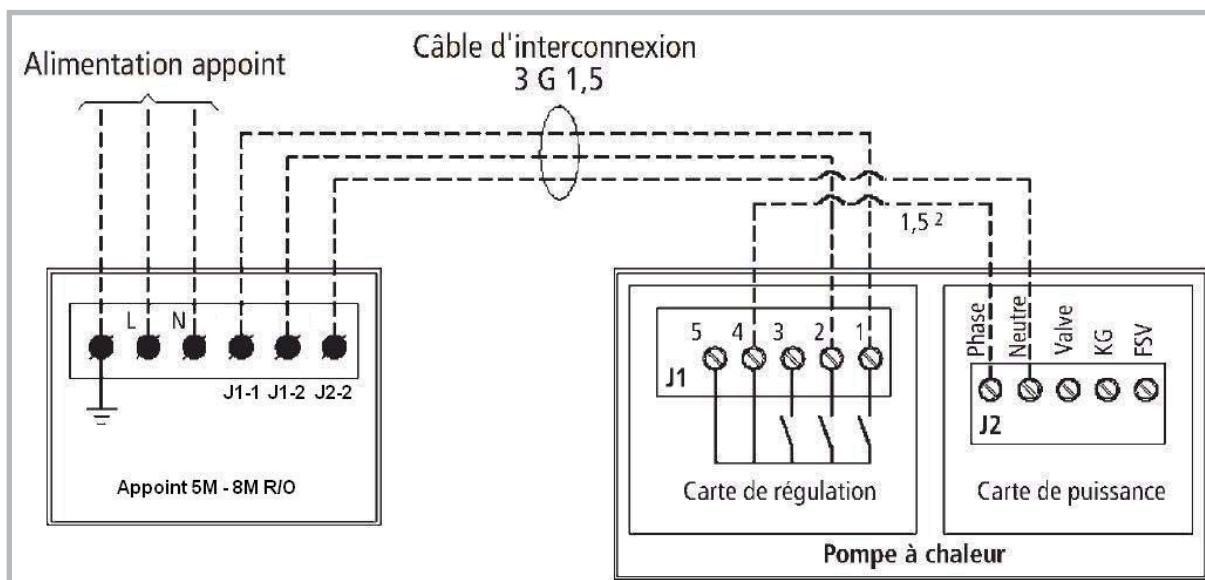 Alimentation appoint
Câble d'interconnexion
3 G 1,5
1,5 ²
L N
J1-1 J1-2 J2-2
Appoint 5M - 8M R/O
5 4 3 2 1
J1
Carte de régulation
Phase
Neutre
Valve
KG
FSV
J2
Carte de puissance
Pompe à chaleur